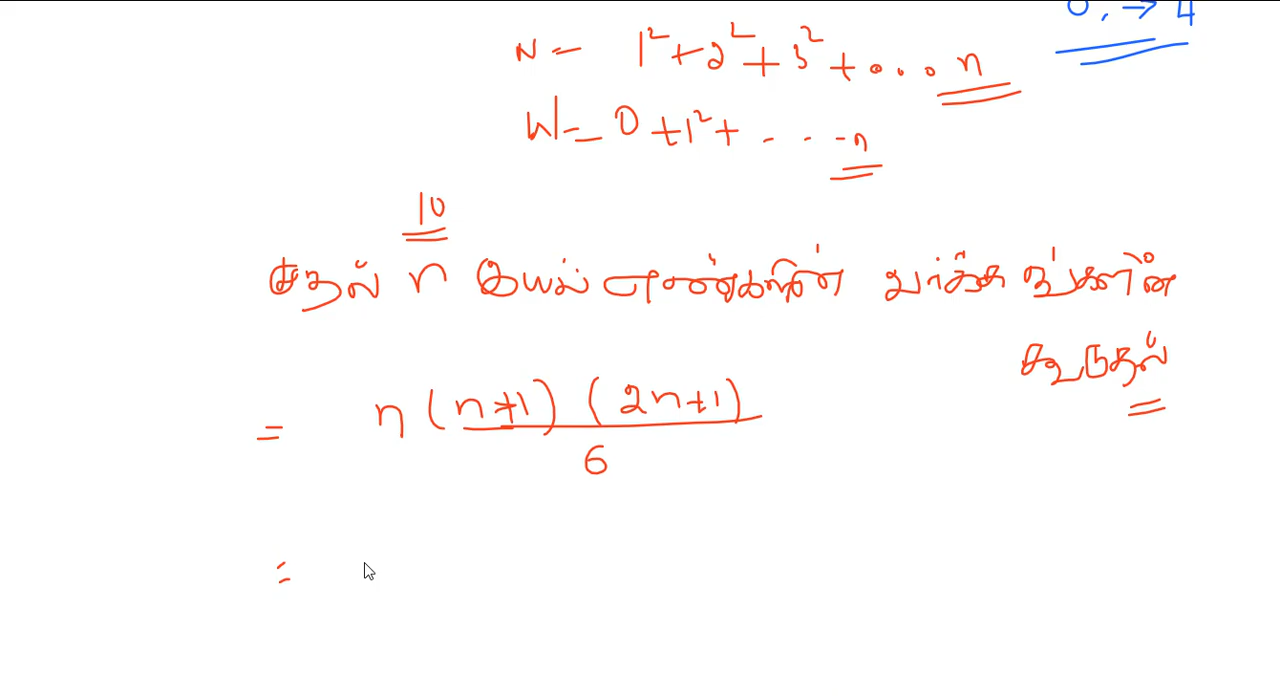 0, → 4
N = 1² + 2² + 3² + ... n
W = 0 + 1² + . . . n
10
முதல் n இயல் எண்களின் வர்க்கங்களின்
கூடுதல்
= n (n+1) (2n+1)
6
=